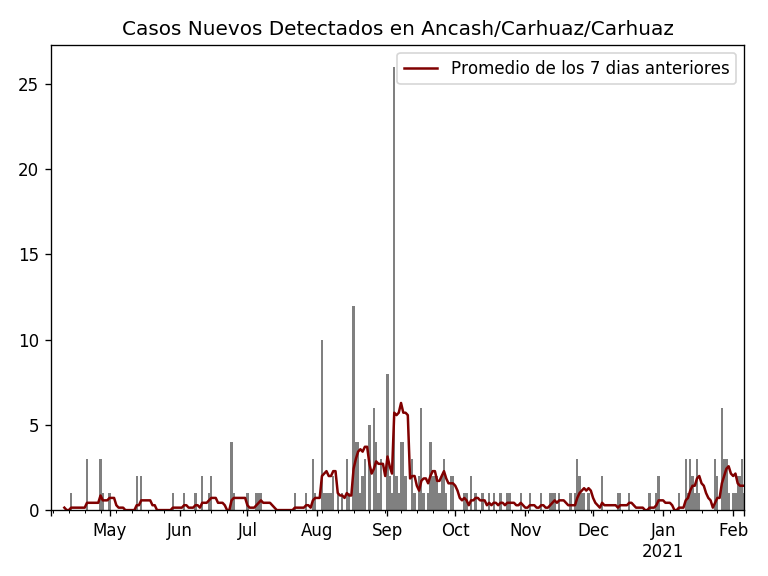 Casos Nuevos Detectados en Ancash/Carhuaz/Carhuaz
Promedio de los 7 dias anteriores
25
20
15
10
5
0
May Jun Jul Aug Sep Oct Nov Dec Jan Feb
2021